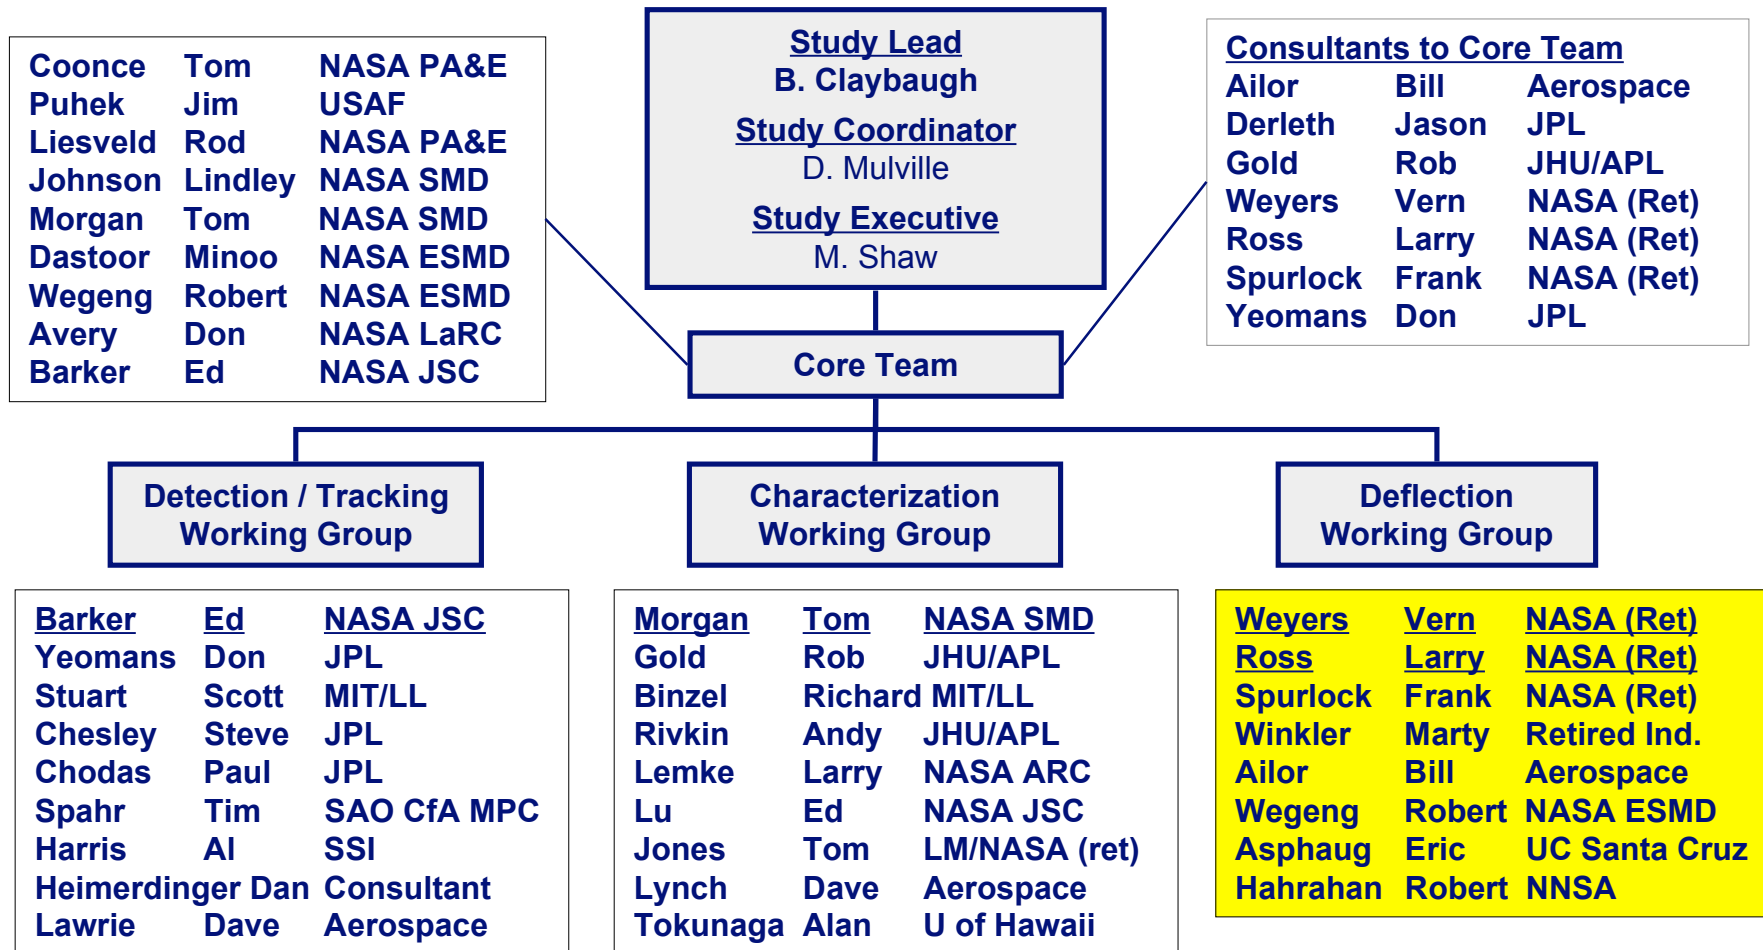 Coonce Tom NASA PA&E
Puhek Jim USAF
Liesveld Rod NASA PA&E
Johnson Lindley NASA SMD
Morgan Tom NASA SMD
Dastoor Minoo NASA ESMD
Wegeng Robert NASA ESMD
Avery Don NASA LaRC
Barker Ed NASA JSC
Study Lead
B. Claybaugh
Study Coordinator
D. Mulville
Study Executive
M. Shaw
Consultants to Core Team
Ailor Bill Aerospace
Derleth Jason JPL
Gold Rob JHU/APL
Weyers Vern NASA (Ret)
Ross Larry NASA (Ret)
Spurlock Frank NASA (Ret)
Yeomans Don JPL
Core Team
Detection / Tracking
Working Group
Characterization
Working Group
Deflection
Working Group
Barker Ed NASA JSC
Yeomans Don JPL
Stuart Scott MIT/LL
Chesley Steve JPL
Chodas Paul JPL
Spahr Tim SAO CfA MPC
Harris Al SSI
Heimerdinger Dan Consultant
Lawrie Dave Aerospace
Morgan Tom NASA SMD
Gold Rob JHU/APL
Binzel Richard MIT/LL
Rivkin Andy JHU/APL
Lemke Larry NASA ARC
Lu Ed NASA JSC
Jones Tom LM/NASA (ret)
Lynch Dave Aerospace
Tokunaga Alan U of Hawaii
Weyers Vern NASA (Ret)
Ross Larry NASA (Ret)
Spurlock Frank NASA (Ret)
Winkler Marty Retired Ind.
Ailor Bill Aerospace
Wegeng Robert NASA ESMD
Asphaug Eric UC Santa Cruz
Hahrahan Robert NNSA